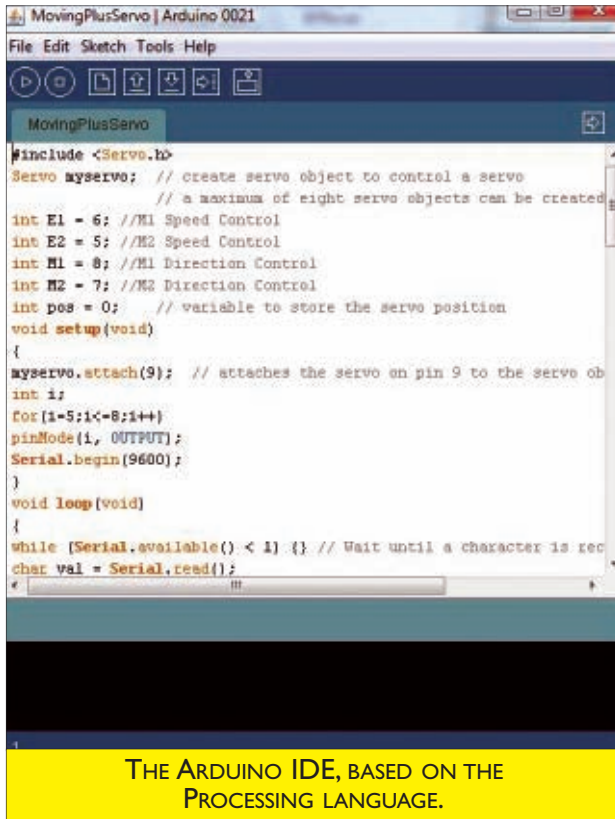 MovingPlusServo | Arduino 0021
File Edit Sketch Tools Help
MovingPlusServo
#include <Servo.h>
Servo myservo; // create servo object to control a servo
// a maximum of eight servo objects can be created
int E1 = 6; //M1 Speed Control
int E2 = 5; //M2 Speed Control
int M1 = 8; //M1 Direction Control
int M2 = 7; //M2 Direction Control
int pos = 0; // variable to store the servo position
void setup(void)
{
myservo.attach(9); // attaches the servo on pin 9 to the servo ob
int i;
for(i=5;i<=8;i++)
pinMode(i, OUTPUT);
Serial.begin(9600);
}
void loop(void)
{
while (Serial.available() < 1) {} // Wait until a character is rec
char val = Serial.read();
1
THE ARDUINO IDE, BASED ON THE
PROCESSING LANGUAGE.